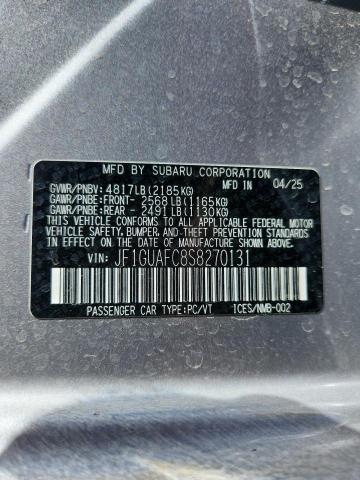 MFD BY SUBARU CORPORATION
GVWR/PNBV: 4817LB(2185KG) MFD IN 04/25
GAWR/PNBE:FRONT- 2568LB(1165KG)
GAWR/PNBE:REAR - 2491LB(1130KG)
THIS VEHICLE CONFORMS TO ALL APPLICABLE FEDERAL MOTOR
VEHICLE SAFETY, BUMPER, AND THEFT PREVENTION STANDARDS
IN EFFECT ON THE DATE OF MANUFACTURE SHOWN ABOVE.
VIN: JF1GUAFC8S8270131
PASSENGER CAR TYPE:PC/VT 1CES/NMB-002